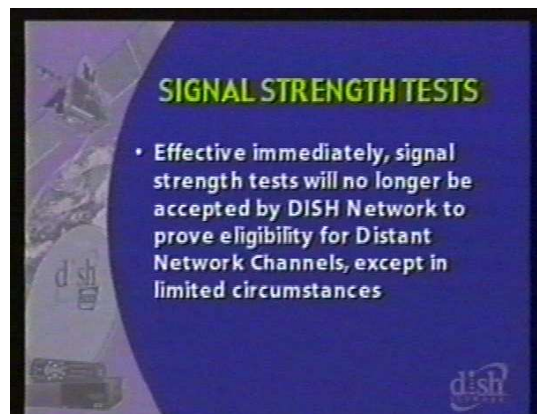 SIGNAL STRENGTH TESTS
• Effective immediately, signal
strength tests will no longer be
accepted by DISH Network to
prove eligibility for Distant
Network Channels, except in
limited circumstances
dish
dish